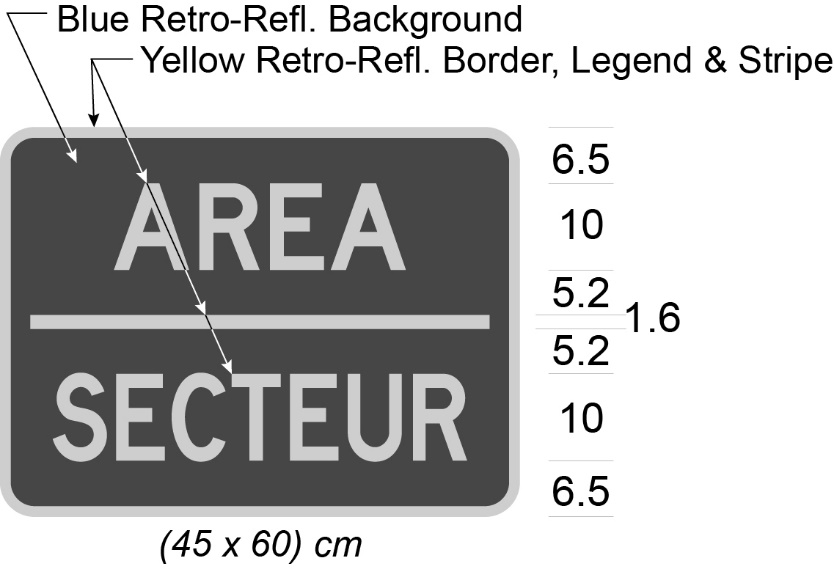 Blue Retro-Refl. Background
Yellow Retro-Refl. Border, Legend & Stripe
6.5
AREA
10
5.2
1.6
5.2
SECTEUR
10
6.5
(45 x 60) cm